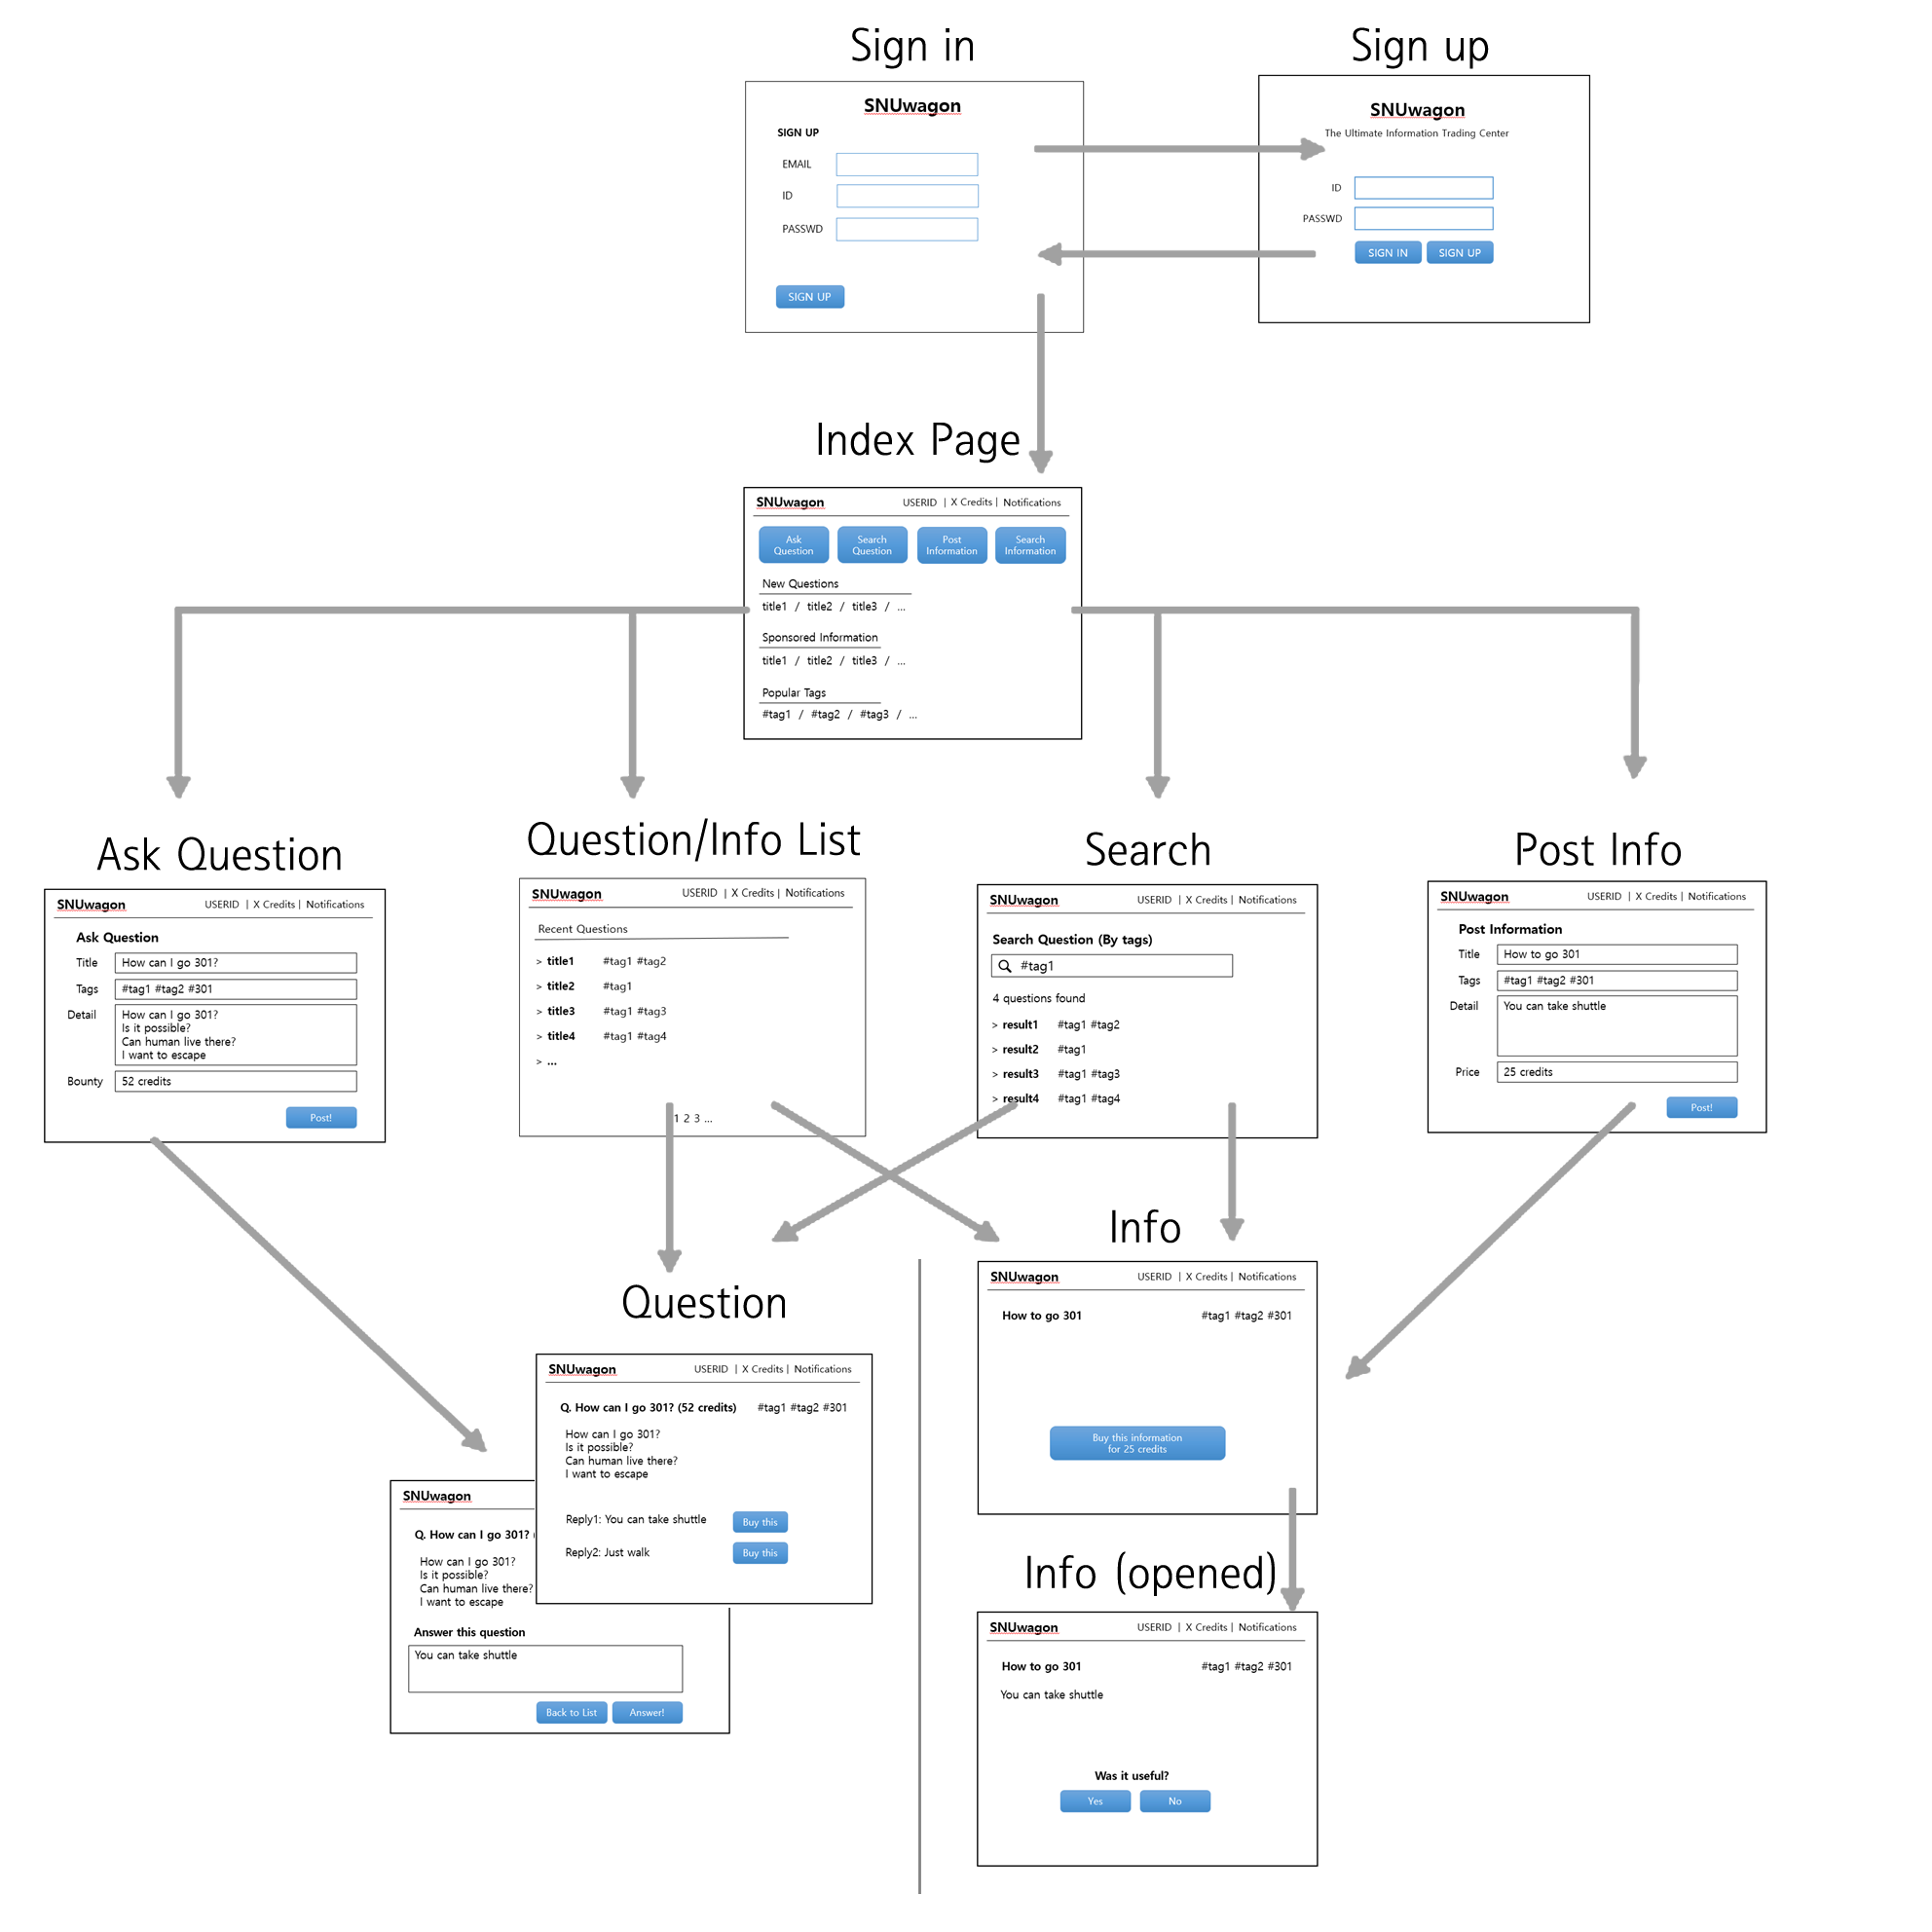 Sign in
SNUwagon
SIGN UP
EMAIL
ID
PASSWD
SIGN UP
Sign up
SNUwagon
The Ultimate Information Trading Center
ID
PASSWD
SIGN IN
SIGN UP
Index Page
SNUwagon
USERID | X Credits | Notifications
Ask
Question
Search
Question
Post
Information
Search
Information
New Questions
title1 / title2 / title3 / ...
Sponsored Information
title1 / title2 / title3 / ...
Popular Tags
#tag1 / #tag2 / #tag3 / ...
Ask Question
SNUwagon
USERID | X Credits | Notifications
Ask Question
Title How can I go 301?
Tags #tag1 #tag2 #301
Detail How can I go 301?
Is it possible?
Can human live there?
I want to escape
Bounty 52 credits
Post!
Question/Info List
SNUwagon
USERID | X Credits | Notifications
Recent Questions
> title1 #tag1 #tag2
> title2 #tag1
> title3 #tag1 #tag3
> title4 #tag1 #tag4
> ...
1 2 3 ...
Search
SNUwagon
USERID | X Credits | Notifications
Search Question (By tags)
#tag1
4 questions found
> result1 #tag1 #tag2
> result2 #tag1
> result3 #tag1 #tag3
> result4 #tag1 #tag4
Post Info
SNUwagon
USERID | X Credits | Notifications
Post Information
Title How to go 301
Tags #tag1 #tag2 #301
Detail You can take shuttle
Price 25 credits
Post!
Question
SNUwagon
USERID | X Credits | Notifications
Q. How can I go 301? (52 credits) #tag1 #tag2 #301
How can I go 301?
Is it possible?
Can human live there?
I want to escape
Reply1: You can take shuttle Buy this
Reply2: Just walk Buy this
SNUwagon
Q. How can I go 301? (
How can I go 301?
Is it possible?
Can human live there?
I want to escape
Answer this question
You can take shuttle
Back to List
Answer!
Info
SNUwagon
USERID | X Credits | Notifications
How to go 301 #tag1 #tag2 #301
Buy this information
for 25 credits
Info (opened)
SNUwagon
USERID | X Credits | Notifications
How to go 301 #tag1 #tag2 #301
You can take shuttle
Was it useful?
Yes
No